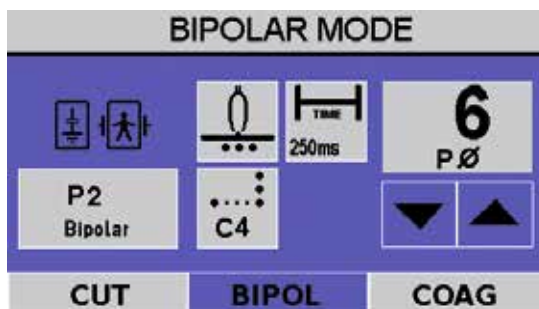 BIPOLAR MODE
TIME
250ms
6
PØ
P2
Bipolar
C4
CUT
BIPOL
COAG